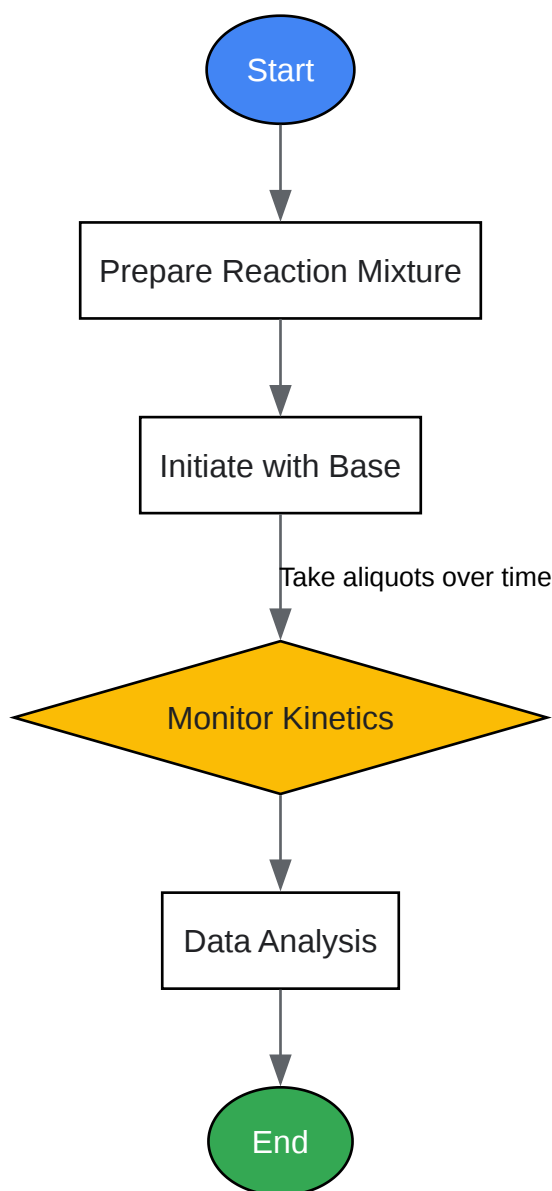 Start
Prepare Reaction Mixture
Initiate with Base
Take aliquots over time
Monitor Kinetics
Data Analysis
End